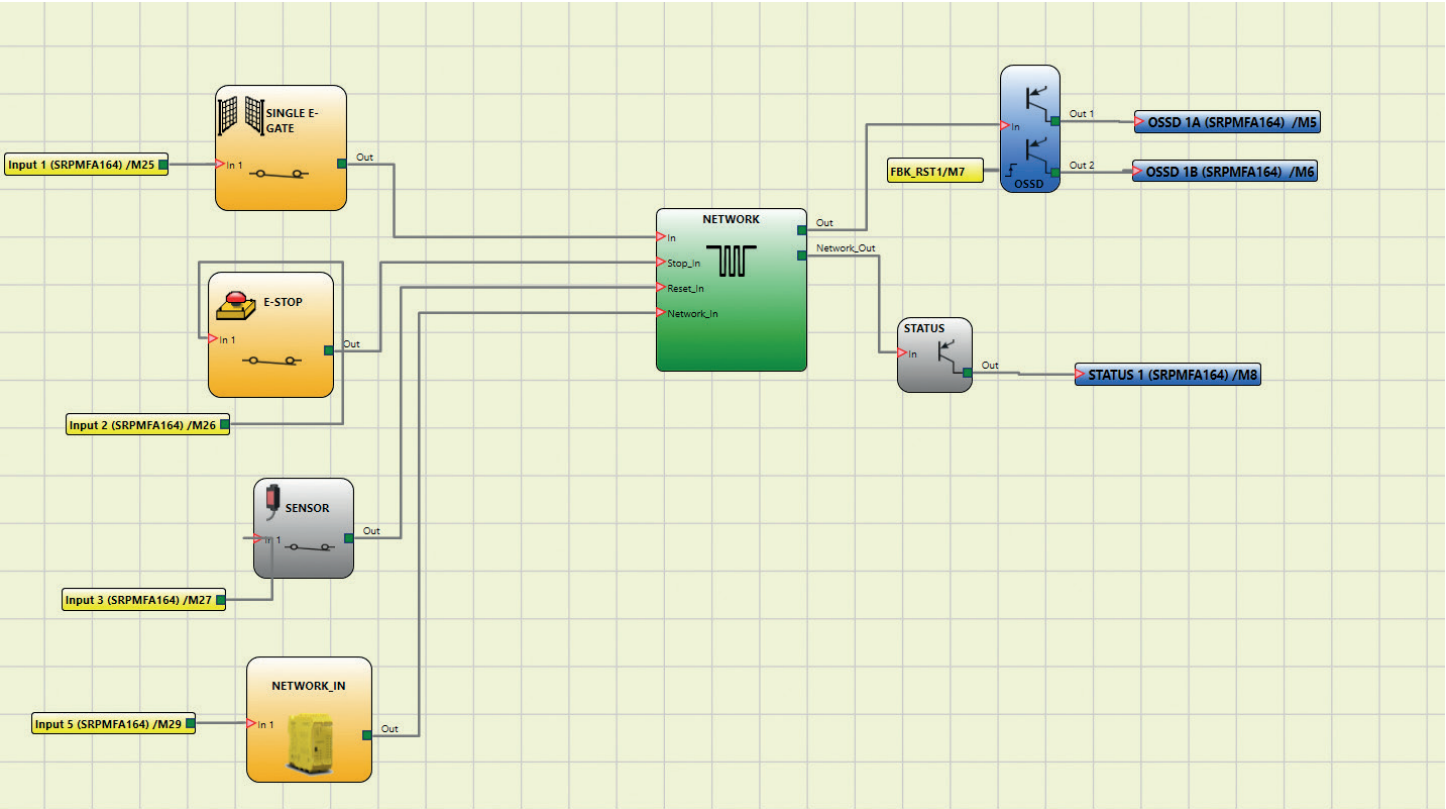 SINGLE E-
GATE
Input 1 (SRPMFA164) /M25
In 1
Out
E-STOP
In 1
Out
Input 2 (SRPMFA164) /M26
SENSOR
In 1
Out
Input 3 (SRPMFA164) /M27
NETWORK_IN
Input 5 (SRPMFA164) /M29
In 1
Out
NETWORK
In
Stop_In
Reset_In
Network_In
Out
Network_Out
In
OSSD
FBK_RST1/M7
Out 1
Out 2
OSSD 1A (SRPMFA164) /M5
OSSD 1B (SRPMFA164) /M6
STATUS
In
Out
STATUS 1 (SRPMFA164) /M8